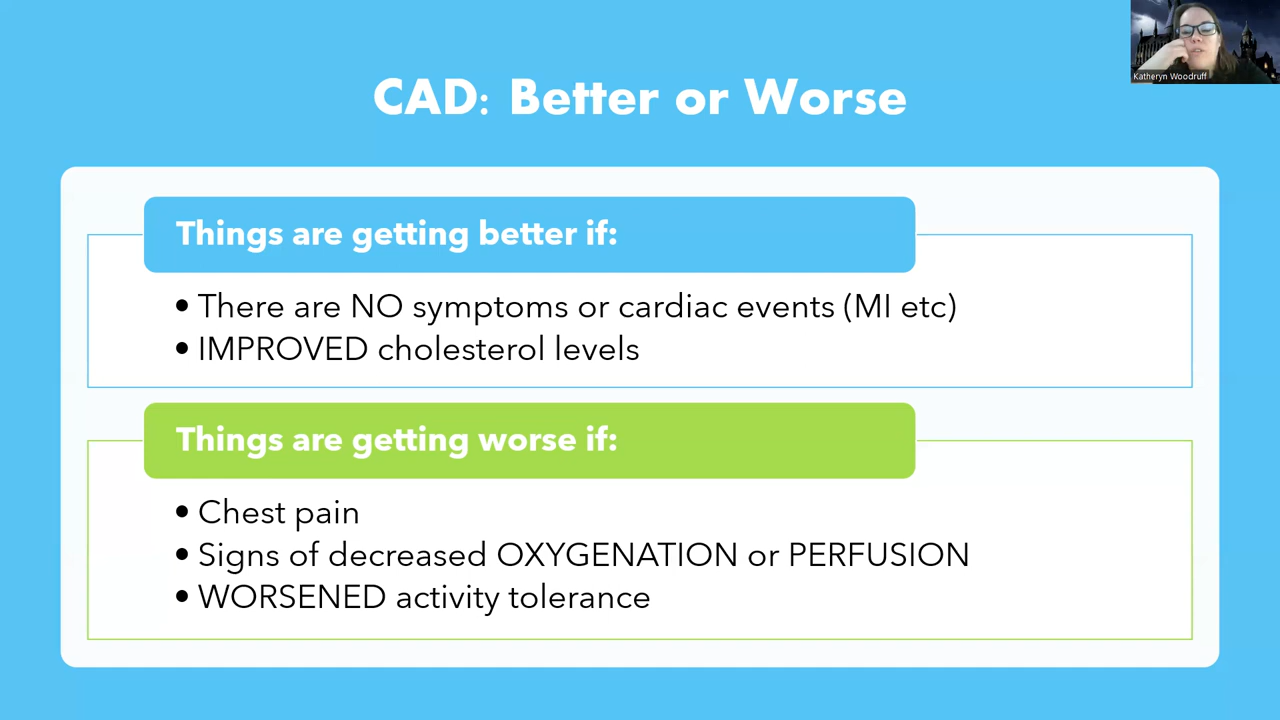 Katheryn Woodruff
CAD: Better or Worse
Things are getting better if:
• There are NO symptoms or cardiac events (MI etc)
• IMPROVED cholesterol levels
Things are getting worse if:
• Chest pain
• Signs of decreased OXYGENATION or PERFUSION
• WORSENED activity tolerance